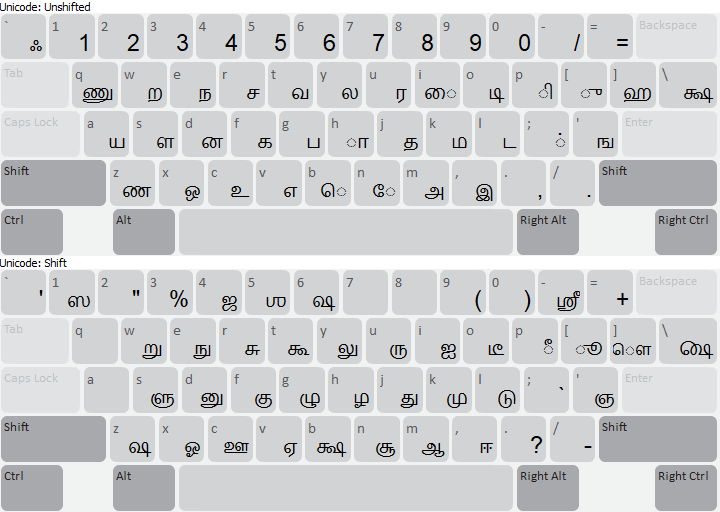 Unicode: Unshifted
` ஃ 1 1 2 2 3 3 4 4 5 5 6 6 7 7 8 8 9 9 0 0 - / = = Backspace
Tab q ணு w ற e ந r ச t வ y ல u ர i ை o டி p ி [ ு ] ஹ \ க்ஷ
Caps Lock a ய s ள d ன f க g ப h ா j த k ம l ட ; ் ' ங Enter
Shift z ண x ஒ c உ v எ b ெ n ே m அ , இ . , / . Shift
Ctrl Alt Right Alt Right Ctrl
Unicode: Shift
` ' 1 ஸ 2 " 3 % 4 ஜ 5 ஶ 6 ஷ 7 8 9 ( 0 ) - ஸ்ரீ = + Backspace
Tab q w று e நு r சு t கூ y லு u ரு i ஐ o டீ p ீ [ ூ ] ௌ \
Caps Lock a s ளு d னு f கு g ழு h ழ j து k மு l டு ; ` ' ஞ Enter
Shift z ஷ x ஓ c ஊ v ஏ b க்ஷ n சூ m ஆ , ஈ . ? / - Shift
Ctrl Alt Right Alt Right Ctrl